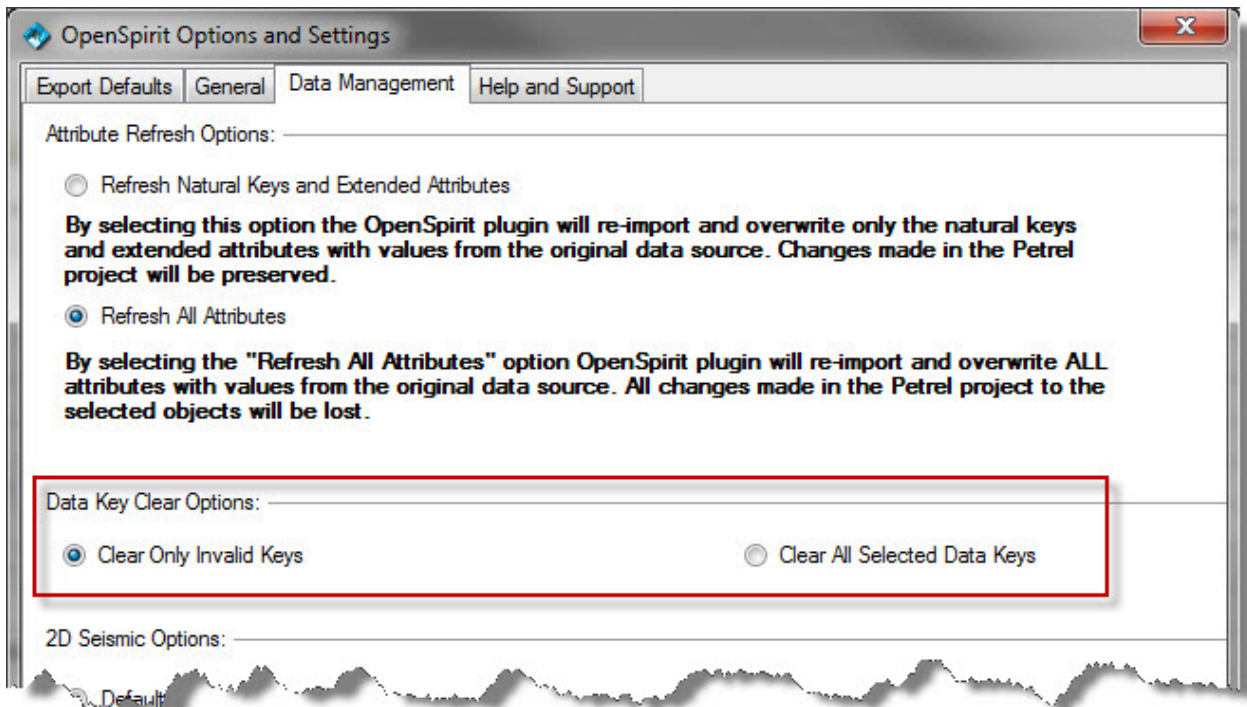 OpenSpirit Options and Settings
Export Defaults General Data Management Help and Support
Attribute Refresh Options:
Refresh Natural Keys and Extended Attributes
By selecting this option the OpenSpirit plugin will re-import and overwrite only the natural keys
and extended attributes with values from the original data source. Changes made in the Petrel
project will be preserved.
Refresh All Attributes
By selecting the "Refresh All Attributes" option OpenSpirit plugin will re-import and overwrite ALL
attributes with values from the original data source. All changes made in the Petrel project to the
selected objects will be lost.
Data Key Clear Options:
Clear Only Invalid Keys Clear All Selected Data Keys
2D Seismic Options:
Default